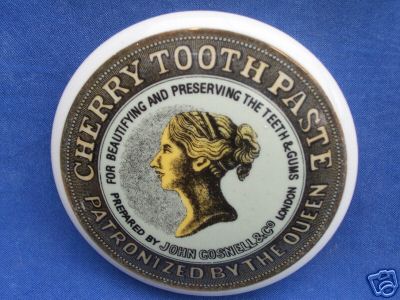 CHERRY TOOTH PASTE
PATRONIZED BY THE QUEEN
FOR BEAUTIFYING AND PRESERVING THE TEETH & GUMS
PREPARED BY JOHN GOSNELL & Co LONDON